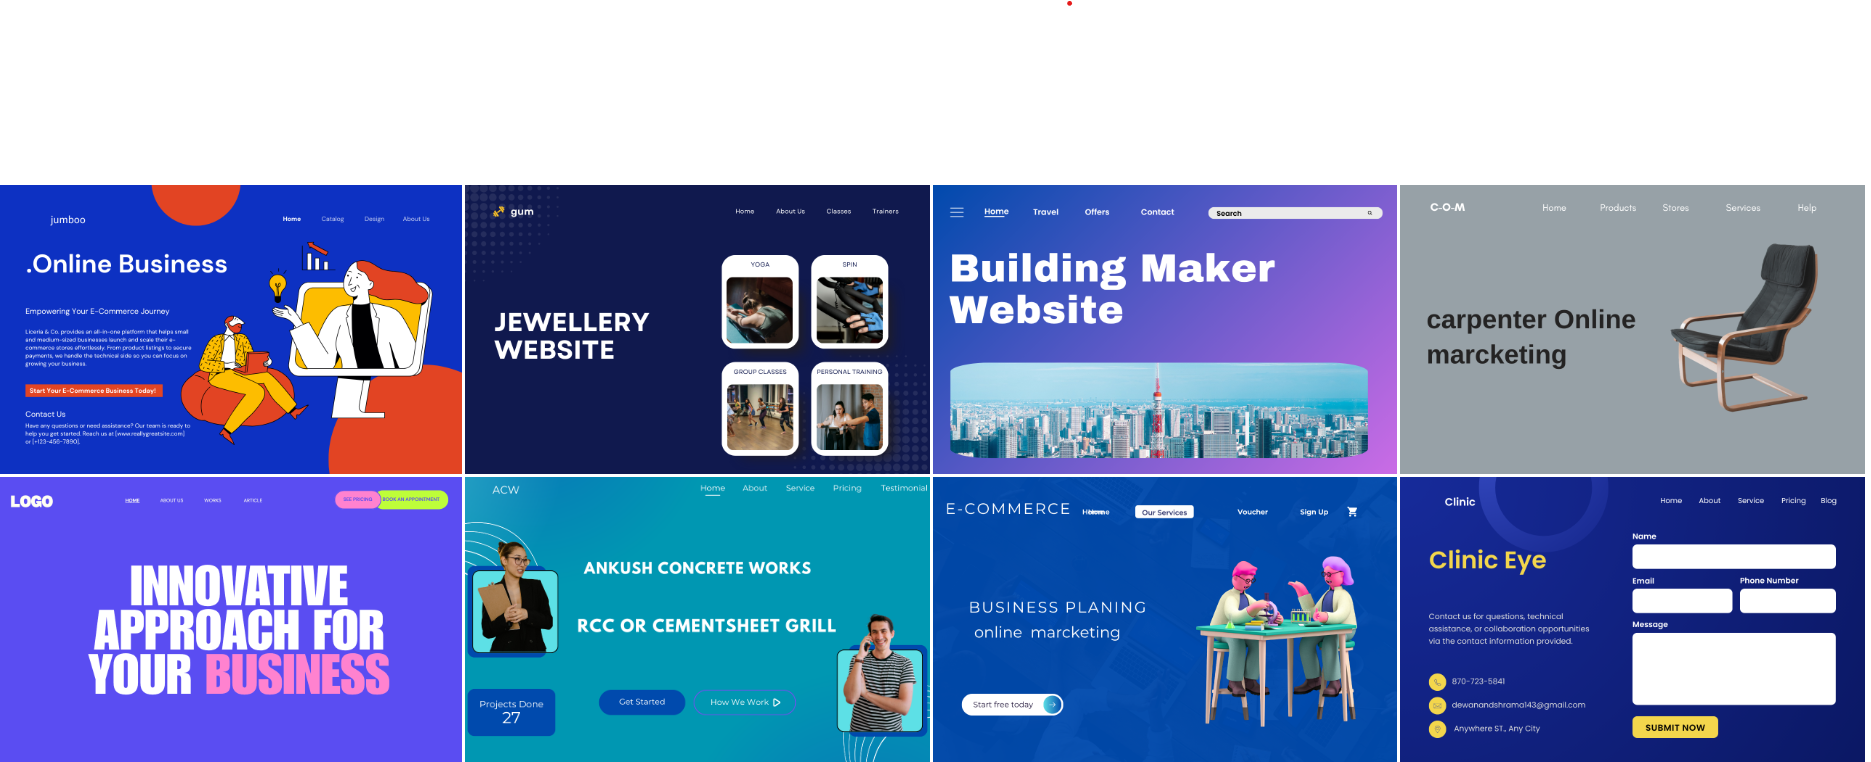 jumboo
Home Catalog Design About Us
.Online Business
Empowering Your E-Commerce Journey
Liceria & Co. provides an all-in-one platform that helps small
and medium-sized businesses launch and scale their e-
commerce stores effortlessly. From product listings to secure
payments, we handle the technical side so you can focus on
growing your business.
Start Your E-Commerce Business Today!
Contact Us
Have any questions or need assistance? Our team is ready to
help you get started. Reach us at [www.reallygreatsite.com]
or [+123-456-7890].
gum
Home About Us Classes Trainers
JEWELLERY
WEBSITE
YOGA
SPIN
GROUP CLASSES
PERSONAL TRAINING
Home Travel Offers Contact
Search
Building Maker
Website
C-O-M
Home Products Stores Services Help
carpenter Online
marcketing
LOGO
HOME ABOUT US WORKS ARTICLE
SEE PRICING
BOOK AN APPOINTMENT
INNOVATIVE
APPROACH FOR
YOUR BUSINESS
ACW
Home About Service Pricing Testimonial
ANKUSH CONCRETE WORKS
RCC OR CEMENTSHEET GRILL
Projects Done
27
Get Started
How We Work
E-COMMERCE
Our Services Voucher Sign Up
BUSINESS PLANING
online marcketing
Start free today
Clinic
Home About Service Pricing Blog
Clinic Eye
Contact us for questions, technical
assistance, or collaboration opportunities
via the contact information provided.
870-723-5841
dewanandshrama143@gmail.com
Anywhere ST., Any City
Name
Email
Phone Number
Message
SUBMIT NOW